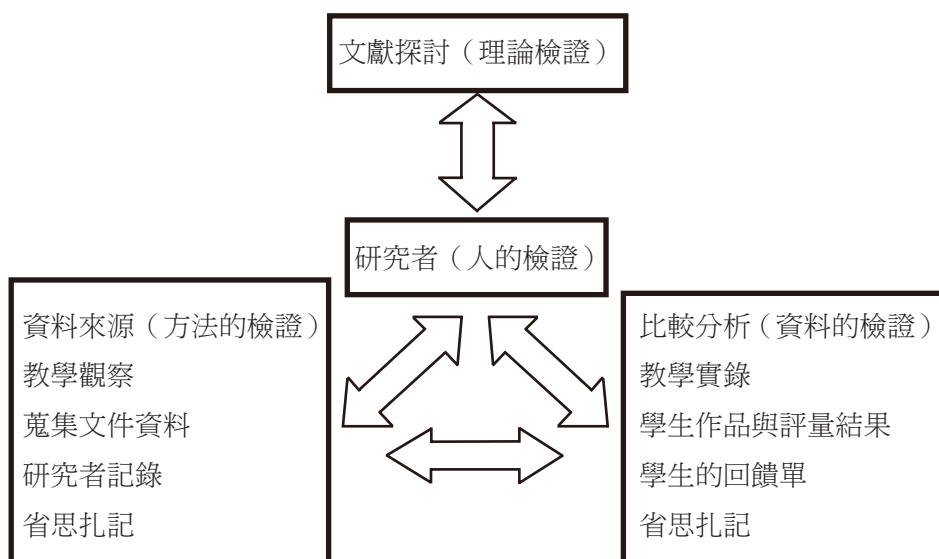 文獻探討（理論檢證）
研究者（人的檢證）
資料來源（方法的檢證）
教學觀察
蒐集文件資料
研究者記錄
省思扎記
比較分析（資料的檢證）
教學實錄
學生作品與評量結果
學生的回饋單
省思扎記